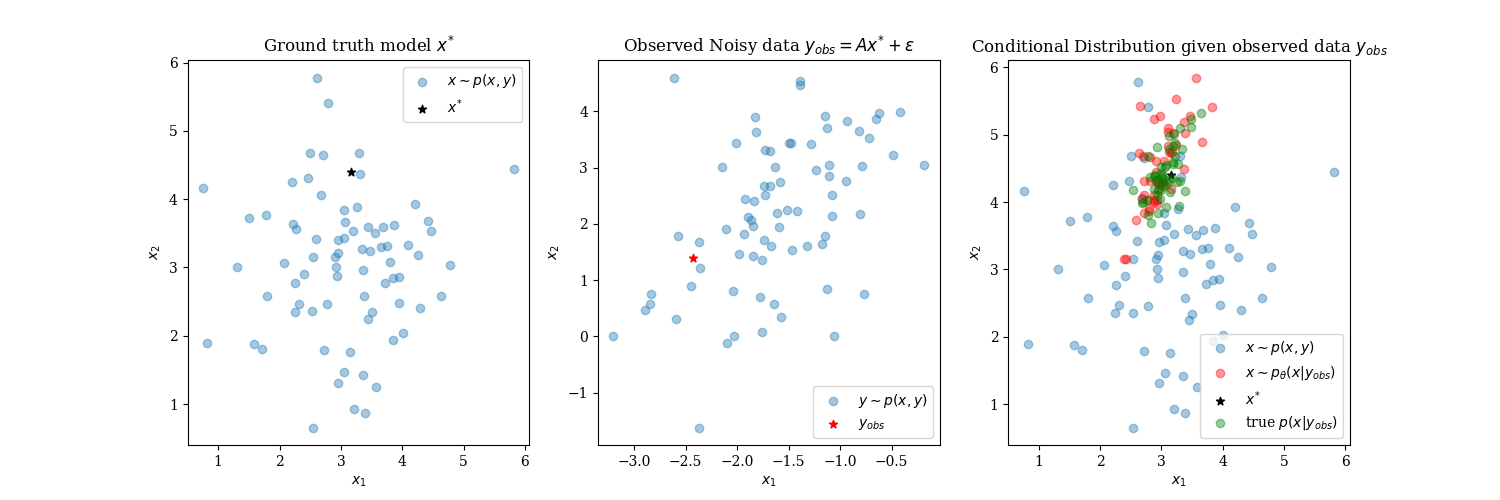 Ground truth model x*
x ~ p(x, y)
x*
6
5
4
3
2
1
x₂
1 2 3 4 5 6
x₁
Observed Noisy data y_obs = Ax* + ε
4
3
2
1
0
−1
x₂
y ~ p(x, y)
y_obs
−3.0 −2.5 −2.0 −1.5 −1.0 −0.5
x₁
Conditional Distribution given observed data y_obs
6
5
4
3
2
1
x₂
x ~ p(x, y)
x ~ p_θ(x|y_obs)
x*
true p(x|y_obs)
1 2 3 4 5 6
x₁